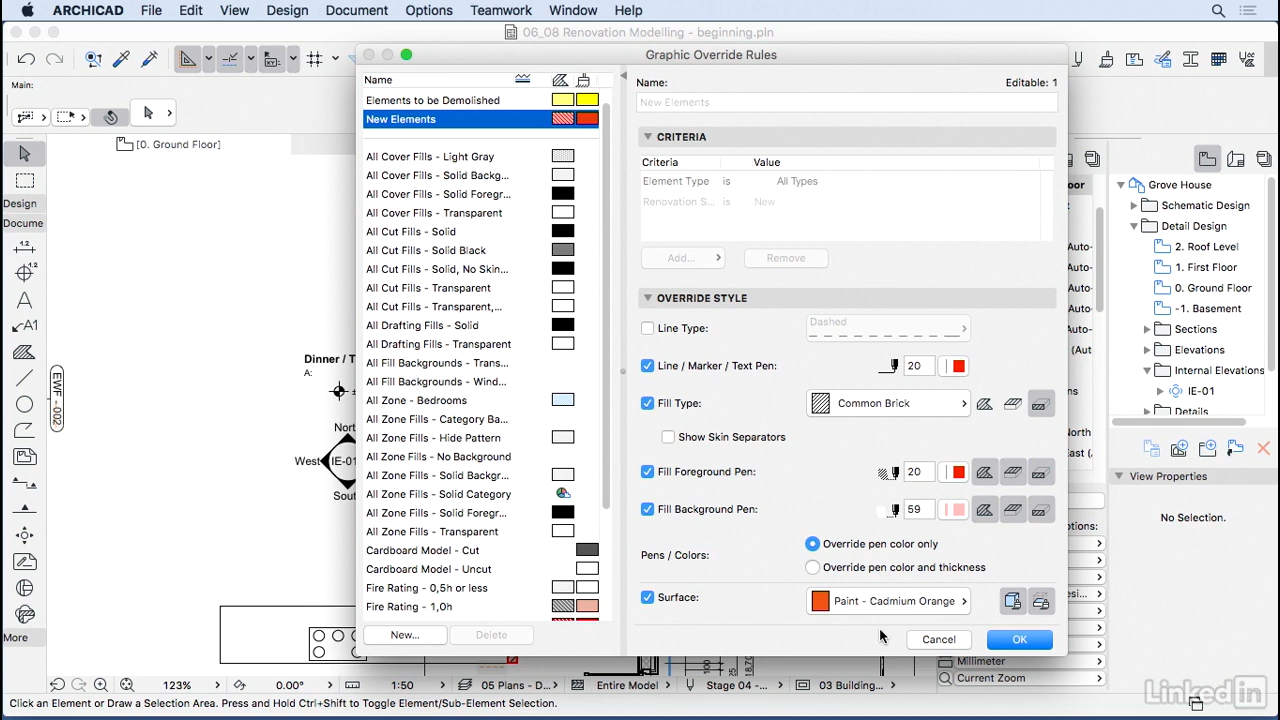 ARCHICAD File Edit View Design Document Options Teamwork Window Help
06_08 Renovation Modelling - beginning.pln
Graphic Override Rules
Main:
[0. Ground Floor]
Design
Docume
More
A1
1.2
1.2
EWF -002
Dinner / T
A:
North
West
IE-01
Sout
Name
Elements to be Demolished
New Elements
All Cover Fills - Light Gray
All Cover Fills - Solid Backg...
All Cover Fills - Solid Foregr...
All Cover Fills - Transparent
All Cut Fills - Solid
All Cut Fills - Solid Black
All Cut Fills - Solid, No Skin...
All Cut Fills - Transparent
All Cut Fills - Transparent,...
All Drafting Fills - Solid
All Drafting Fills - Transparent
All Fill Backgrounds - Trans...
All Fill Backgrounds - Wind...
All Zone - Bedrooms
All Zone Fills - Category Ba...
All Zone Fills - Hide Pattern
All Zone Fills - No Background
All Zone Fills - Solid Backgr...
All Zone Fills - Solid Category
All Zone Fills - Solid Foregr...
All Zone Fills - Transparent
Cardboard Model - Cut
Cardboard Model - Uncut
Fire Rating - 0,5h or less
Fire Rating - 1,0h
New...
Delete
Name:
Editable: 1
New Elements
CRITERIA
Criteria Value
Element Type is All Types
Renovation S... is New
Add...
Remove
OVERRIDE STYLE
Line Type:
Dashed
Line / Marker / Text Pen:
20
Fill Type:
Common Brick
Show Skin Separators
Fill Foreground Pen:
20
Fill Background Pen:
59
Pens / Colors:
Override pen color only
Override pen color and thickness
Surface:
Paint - Cadmium Orange
Cancel
OK
Grove House
Schematic Design
Detail Design
2. Roof Level
1. First Floor
0. Ground Floor
-1. Basement
Sections
Elevations
Internal Elevations
IE-01
Details
View Properties
No Selection.
Millimeter
Current Zoom
123%
0.00°
1:50
05 Plans - D...
Entire Model
Stage 04 -...
03 Building...
Click an Element or Draw a Selection Area. Press and Hold Ctrl+Shift to Toggle Element/Sub-Element Selection.
LinkedIn